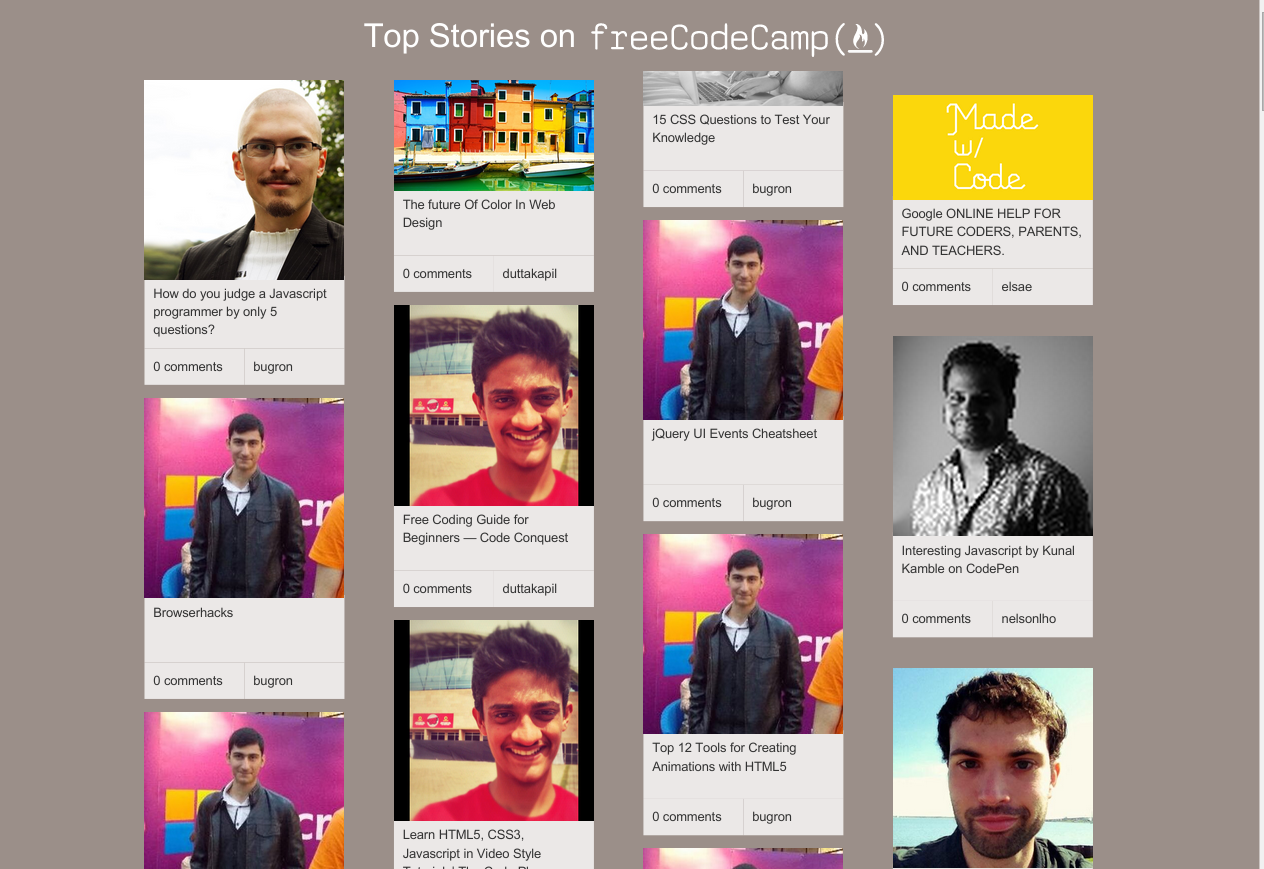 Top Stories on freeCodeCamp(🔥)
How do you judge a Javascript
programmer by only 5
questions?
0 comments
bugron
Browserhacks
0 comments
bugron
The future Of Color In Web
Design
0 comments
duttakapil
Free Coding Guide for
Beginners — Code Conquest
0 comments
duttakapil
Learn HTML5, CSS3,
Javascript in Video Style
15 CSS Questions to Test Your
Knowledge
0 comments
bugron
jQuery UI Events Cheatsheet
0 comments
bugron
Top 12 Tools for Creating
Animations with HTML5
0 comments
bugron
Made
w/
Code
Google ONLINE HELP FOR
FUTURE CODERS, PARENTS,
AND TEACHERS.
0 comments
elsae
Interesting Javascript by Kunal
Kamble on CodePen
0 comments
nelsonlho